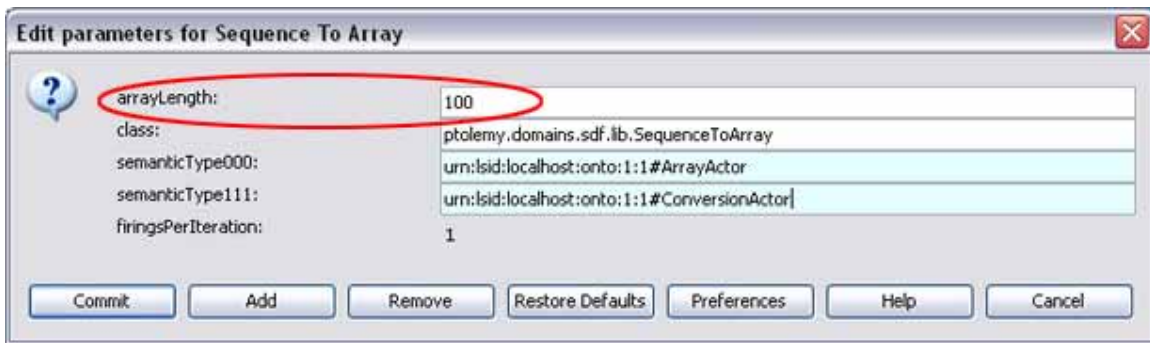 Edit parameters for Sequence To Array
?
arrayLength: 100
class: ptolemy.domains.sdf.lib.SequenceToArray
semanticType000: urn:lsid:localhost:onto:1:1#ArrayActor
semanticType111: urn:lsid:localhost:onto:1:1#ConversionActor
firingsPerIteration: 1
Commit Add Remove Restore Defaults Preferences Help Cancel